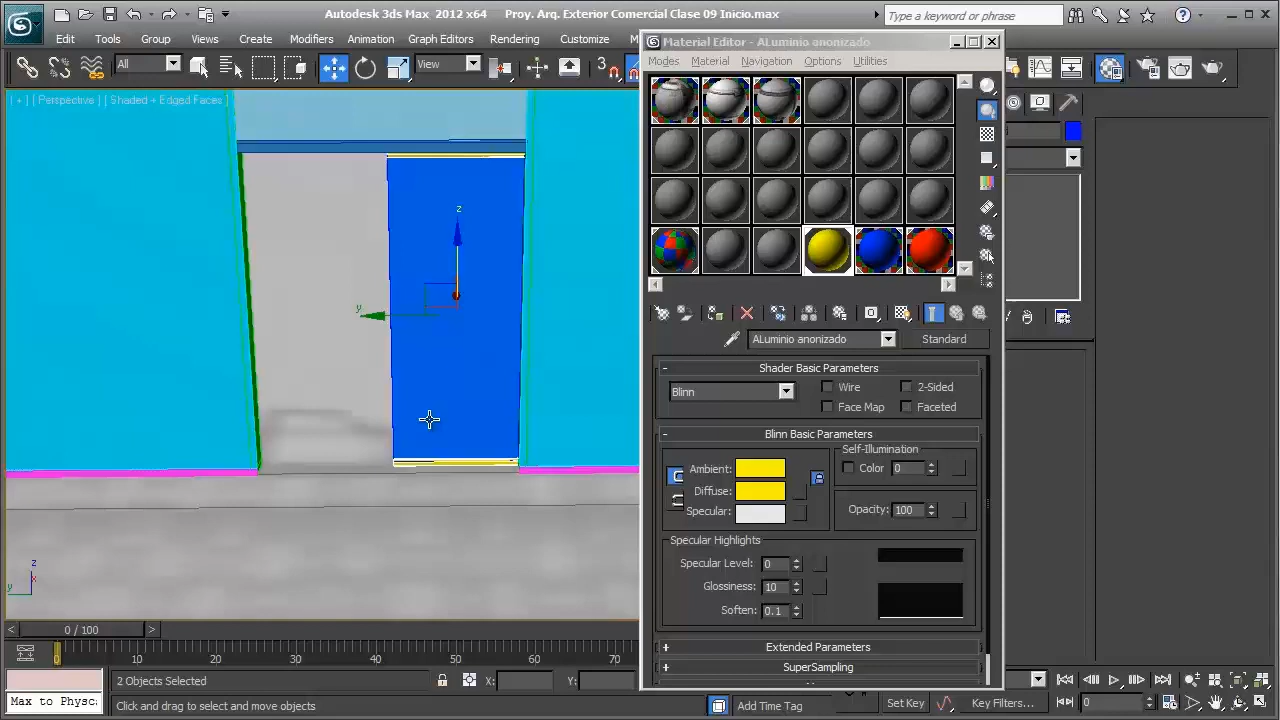 Autodesk 3ds Max 2012 x64 Proy. Arq. Exterior Comercial Clase 09 Inicio.max
Type a keyword or phrase
Edit Tools Group Views Create Modifiers Animation Graph Editors Rendering Customize
All
View
3
[ + ] [ Perspective ] [ Shaded + Edged Faces ]
Material Editor - ALuminio anonizado
Modes Material Navigation Options Utilities
ALuminio anonizado
Standard
- Shader Basic Parameters
Blinn
Wire
2-Sided
Face Map
Faceted
- Blinn Basic Parameters
Self-Illumination
Ambient:
Color 0
Diffuse:
Specular:
Opacity: 100
Specular Highlights
Specular Level: 0
Glossiness: 10
Soften: 0.1
+ Extended Parameters
+ SuperSampling
z
y
z
x
y
< 0 / 100 >
0 10 20 30 40 50 60 70
2 Objects Selected
X:
Y:
Max to Physc:
Click and drag to select and move objects
Add Time Tag
Set Key
Key Filters...
0